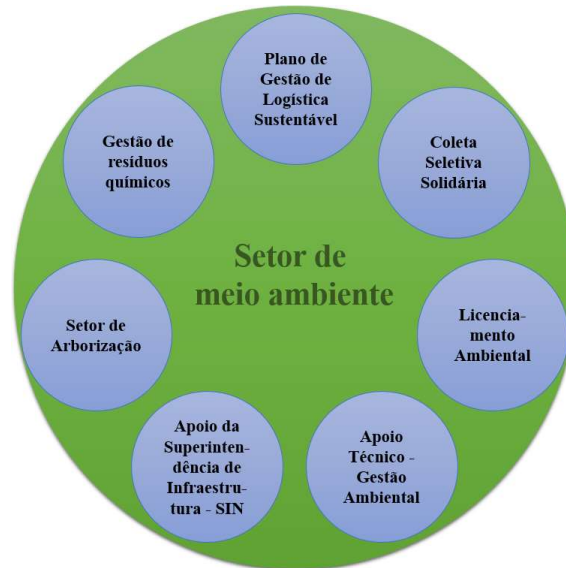 Plano de
Gestão de
Logística
Sustentável
Coleta
Seletiva
Solidária
Licencia-
mento
Ambiental
Apoio
Técnico -
Gestão
Ambiental
Apoio da
Superinten-
dência de
Infraestru-
tura - SIN
Setor de
Arborização
Gestão de
resíduos
químicos
Setor de
meio ambiente